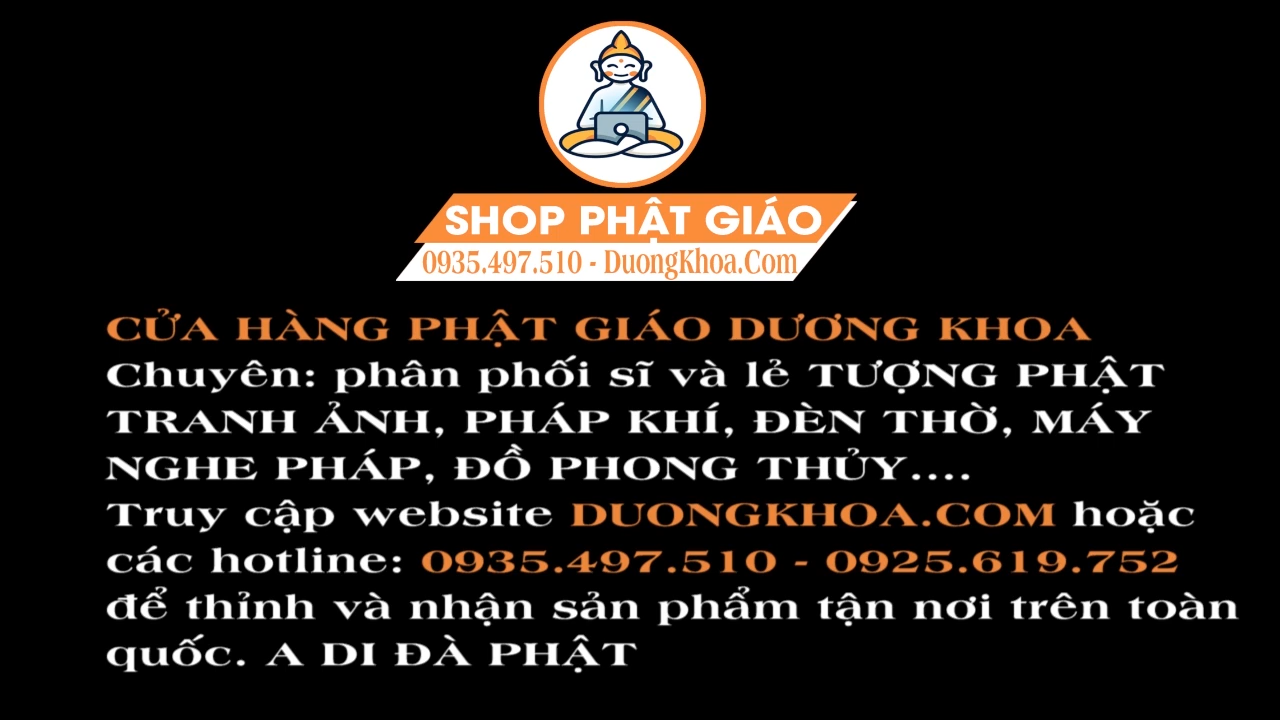 SHOP PHẬT GIÁO
0935.497.510 - DuongKhoa.Com
CỬA HÀNG PHẬT GIÁO DƯƠNG KHOA
Chuyên: phân phối sĩ và lẻ TƯỢNG PHẬT
TRANH ẢNH, PHÁP KHÍ, ĐÈN THỜ, MÁY
NGHE PHÁP, ĐỒ PHONG THỦY....
Truy cập website DUONGKHOA.COM hoặc
các hotline: 0935.497.510 - 0925.619.752
để thỉnh và nhận sản phẩm tận nơi trên toàn
quốc. A DI ĐÀ PHẬT